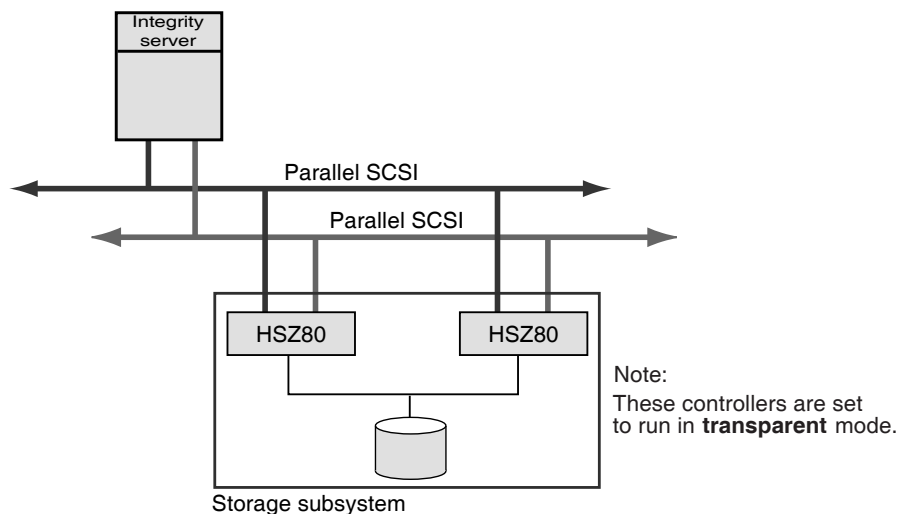 Integrity
server
Parallel SCSI
Parallel SCSI
HSZ80
HSZ80
Note:
These controllers are set
to run in transparent mode.
Storage subsystem